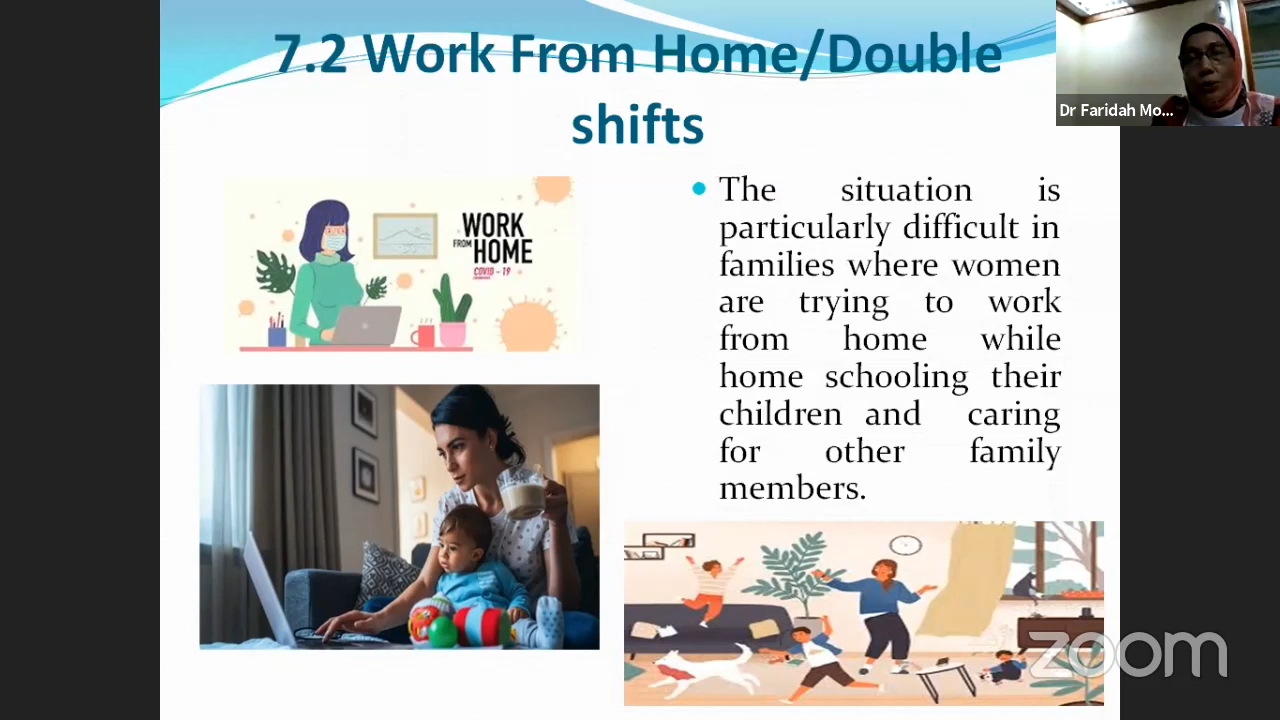 7.2 Work From Home/Double
shifts
Dr Faridah Mo...
WORK
FROM HOME
COVID - 19
• The situation is
particularly difficult in
families where women
are trying to work
from home while
home schooling their
children and caring
for other family
members.
zoom